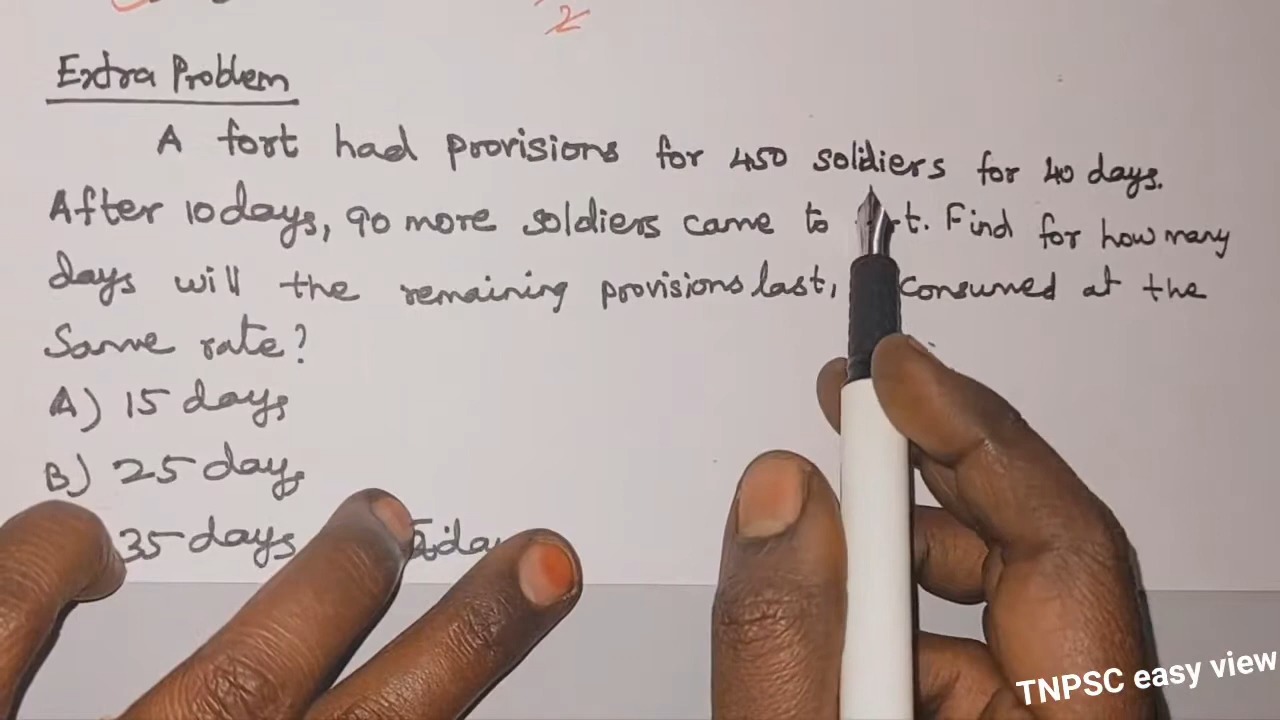 2
Extra Problem
A fort had provisions for 450 soldiers for 40 days.
After 10 days, 90 more soldiers came to t. Find for how many
days will the remaining provisions last, consumed at the
Same rate?
A) 15 days
B) 25 days
35 days
TNPSC easy view